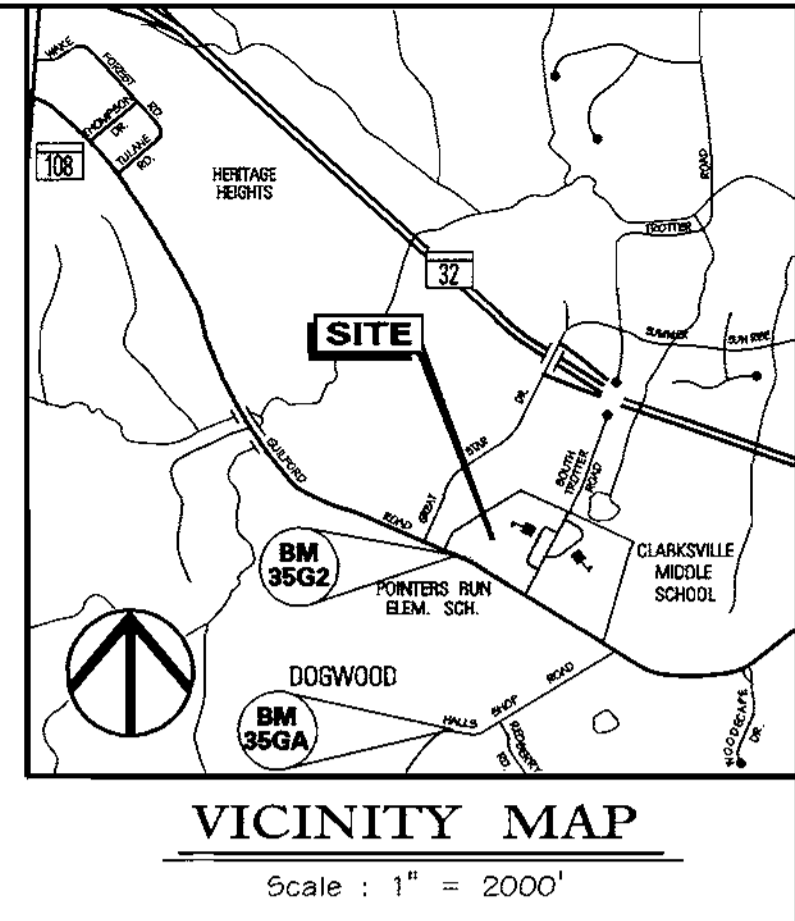 WAKE
FOREST
RD.
THOMPSON
DR.
TULANE
RD.
108
HERITAGE
HEIGHTS
ROAD
TROTTER
32
SITE
SUMMER
SUN RISE
GREAT
STAR
DR.
SOUTH
TROTTER
ROAD
GUILFORD
ROAD
BM
35G2
POINTERS RUN
ELEM. SCH.
CLARKSVILLE
MIDDLE
SCHOOL
DOGWOOD
BM
35GA
HALLS
SHOP
ROAD
REDBERRY
RD.
WOODSCAPE
DR.
VICINITY MAP
Scale : 1" = 2000'